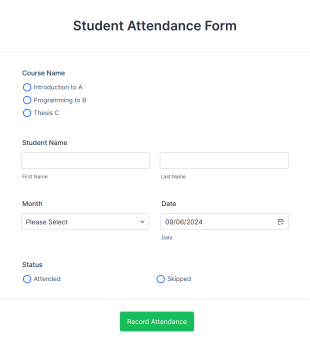 Student Attendance Form
Course Name
Introduction to A
Programming to B
Thesis C
Student Name
First Name Last Name
Month Date
Please Select 09/06/2024
Date
Status
Attended Skipped
Record Attendance